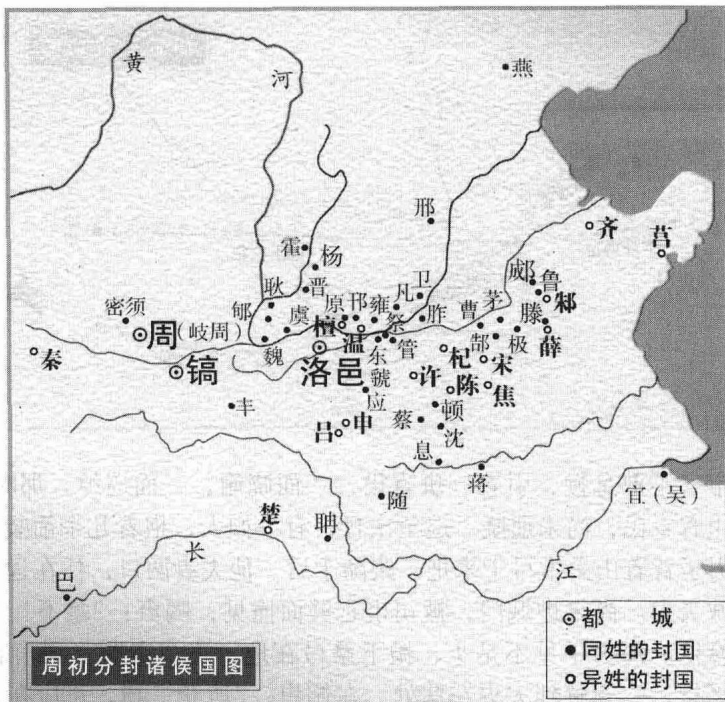 黄
河
燕
邢
齐
莒
霍
杨
晋
耿
郇
虞
魏
密须
周(岐周)
镐
秦
丰
原
邘
雍
檀
温
洛邑
凡
卫
胙
祭
管
东虢
应
曹
茅
郕
鲁
邾
滕
薛
极
郜
宋
杞
许
陈
焦
蔡
顿
沈
吕
申
息
蒋
随
楚
聃
巴
长
江
宜(吴)
周初分封诸侯国图
都 城
同姓的封国
异姓的封国